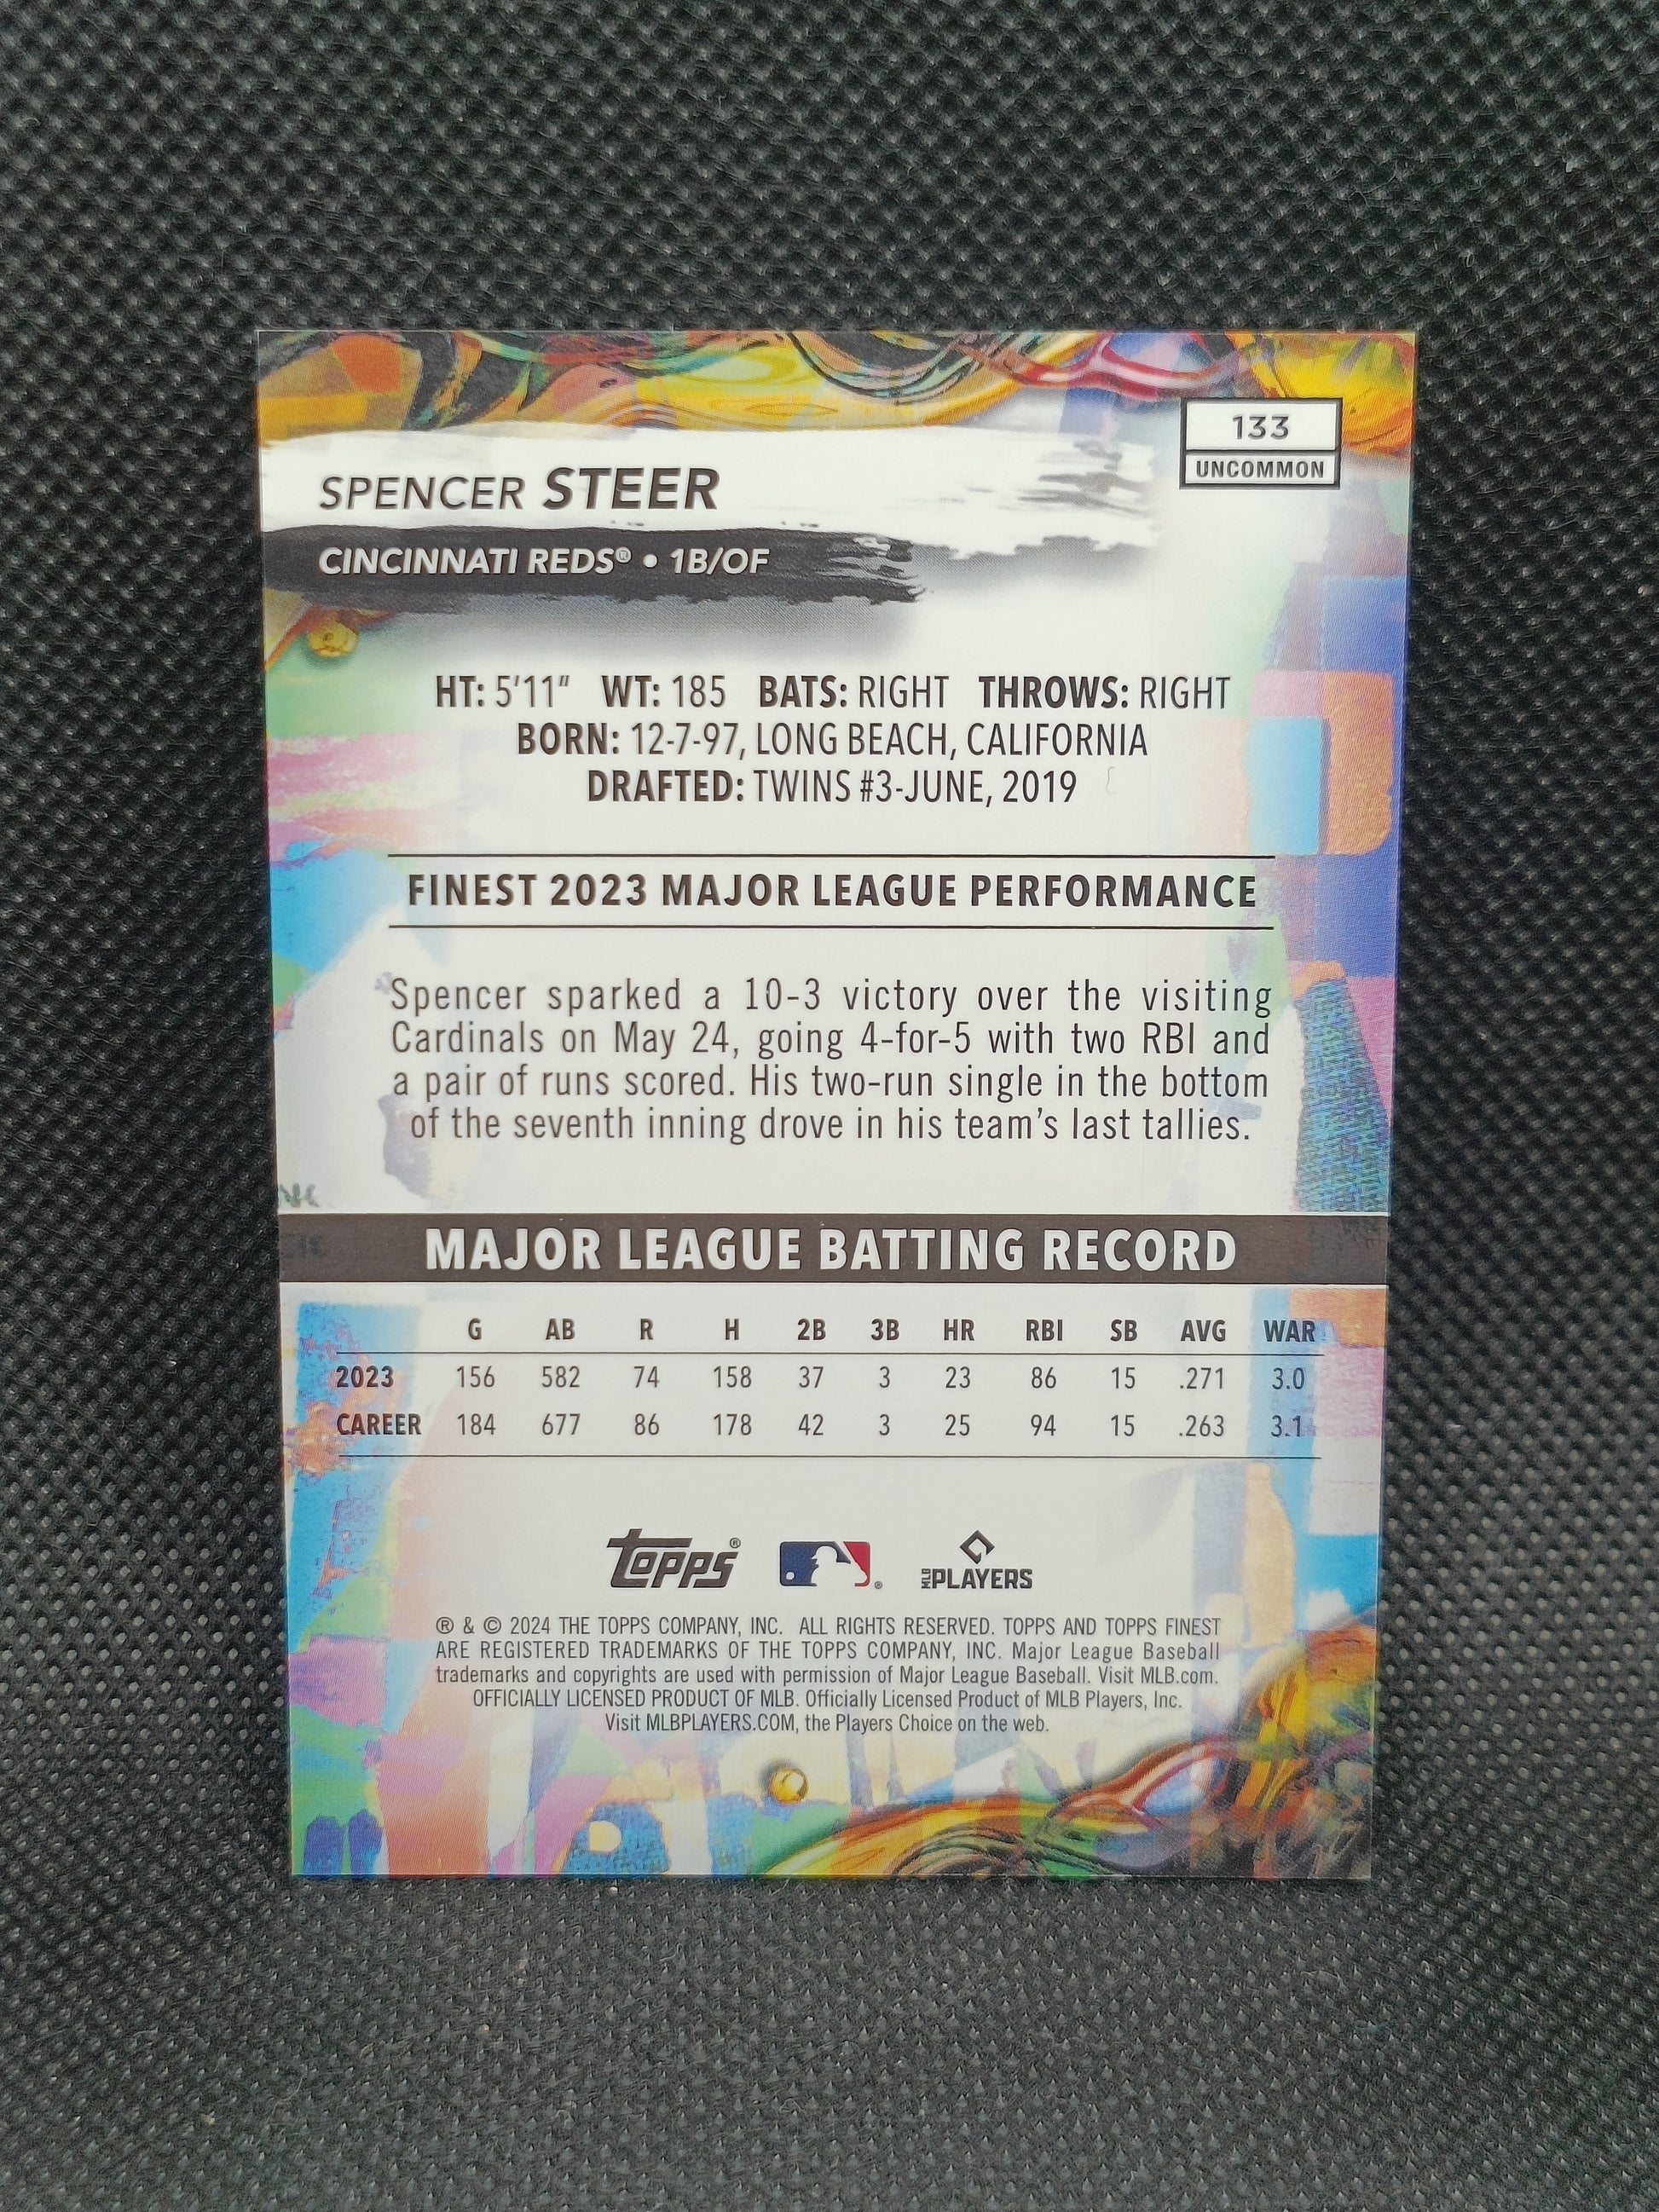 133
UNCOMMON
SPENCER STEER
CINCINNATI REDS® • 1B/OF
HT: 5'11" WT: 185 BATS: RIGHT THROWS: RIGHT
BORN: 12-7-97, LONG BEACH, CALIFORNIA
DRAFTED: TWINS #3-JUNE, 2019
FINEST 2023 MAJOR LEAGUE PERFORMANCE
Spencer sparked a 10-3 victory over the visiting
Cardinals on May 24, going 4-for-5 with two RBI and
a pair of runs scored. His two-run single in the bottom
of the seventh inning drove in his team's last tallies.
MAJOR LEAGUE BATTING RECORD
G AB R H 2B 3B HR RBI SB AVG WAR
2023 156 582 74 158 37 3 23 86 15 .271 3.0
CAREER 184 677 86 178 42 3 25 94 15 .263 3.1
topps® ® MLB PLAYERS
® & © 2024 THE TOPPS COMPANY, INC. ALL RIGHTS RESERVED. TOPPS AND TOPPS FINEST
ARE REGISTERED TRADEMARKS OF THE TOPPS COMPANY, INC. Major League Baseball
trademarks and copyrights are used with permission of Major League Baseball. Visit MLB.com.
OFFICIALLY LICENSED PRODUCT OF MLB. Officially Licensed Product of MLB Players, Inc.
Visit MLBPLAYERS.COM, the Players Choice on the web.